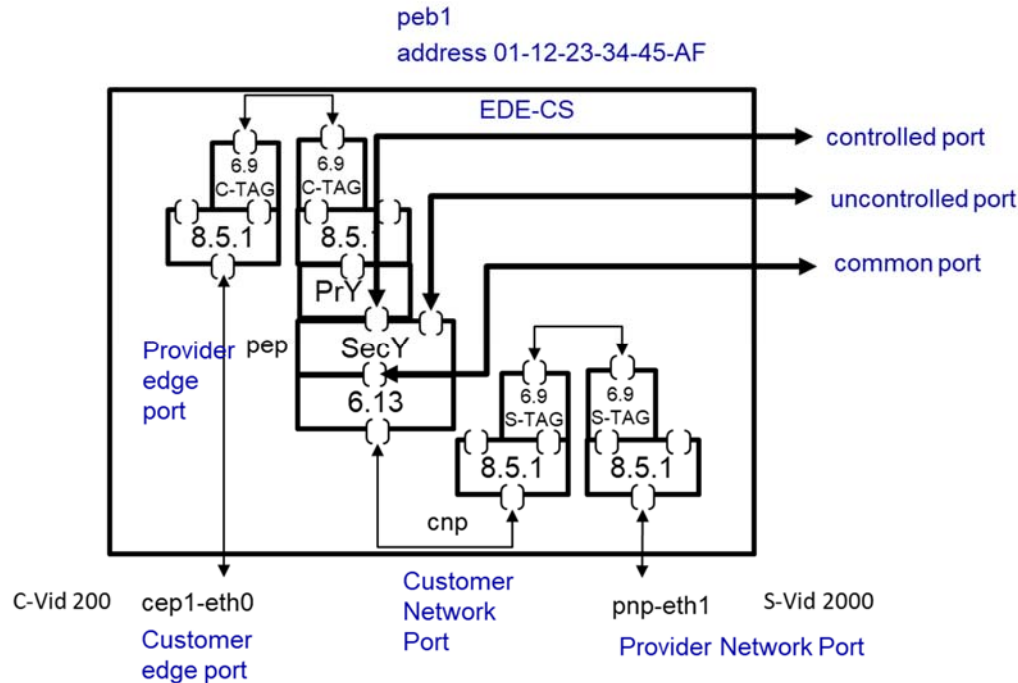 peb1
address 01-12-23-34-45-AF
EDE-CS
controlled port
6.9
C-TAG
6.9
C-TAG
uncontrolled port
8.5.1
8.5.
common port
PrY
Provider
edge
port
pep
SecY
6.13
6.9
S-TAG
6.9
S-TAG
8.5.1
8.5.1
cnp
C-Vid 200
cep1-eth0
Customer
edge port
Customer
Network
Port
pnp-eth1
S-Vid 2000
Provider Network Port